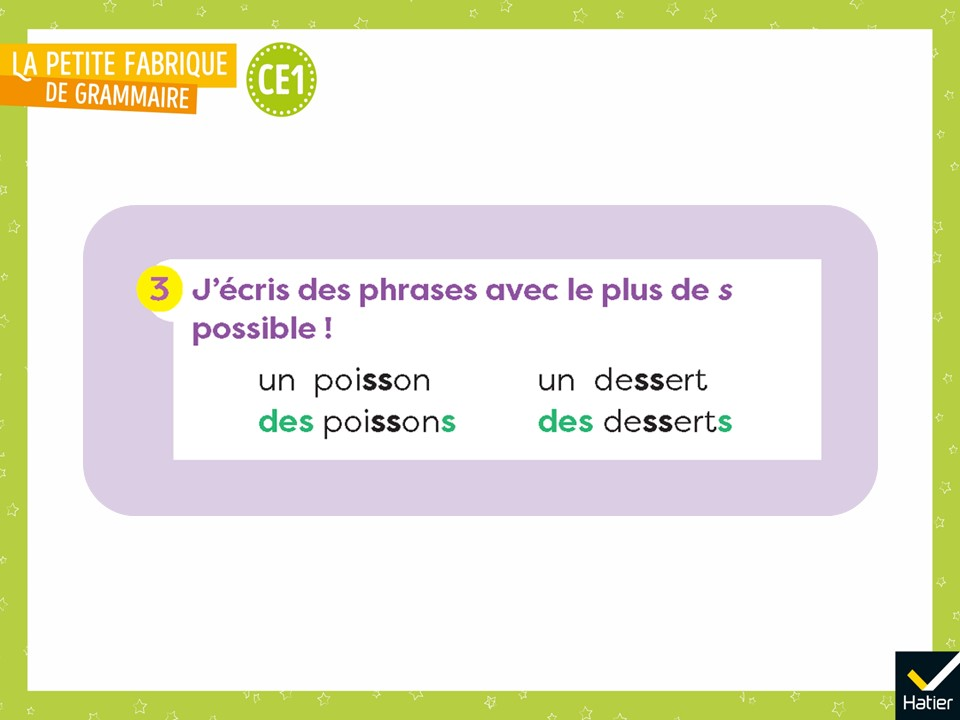 LA PETITE FABRIQUE
DE GRAMMAIRE
CE1
3 J'écris des phrases avec le plus de s
possible !
un poisson un dessert
des poissons des desserts
Hatier